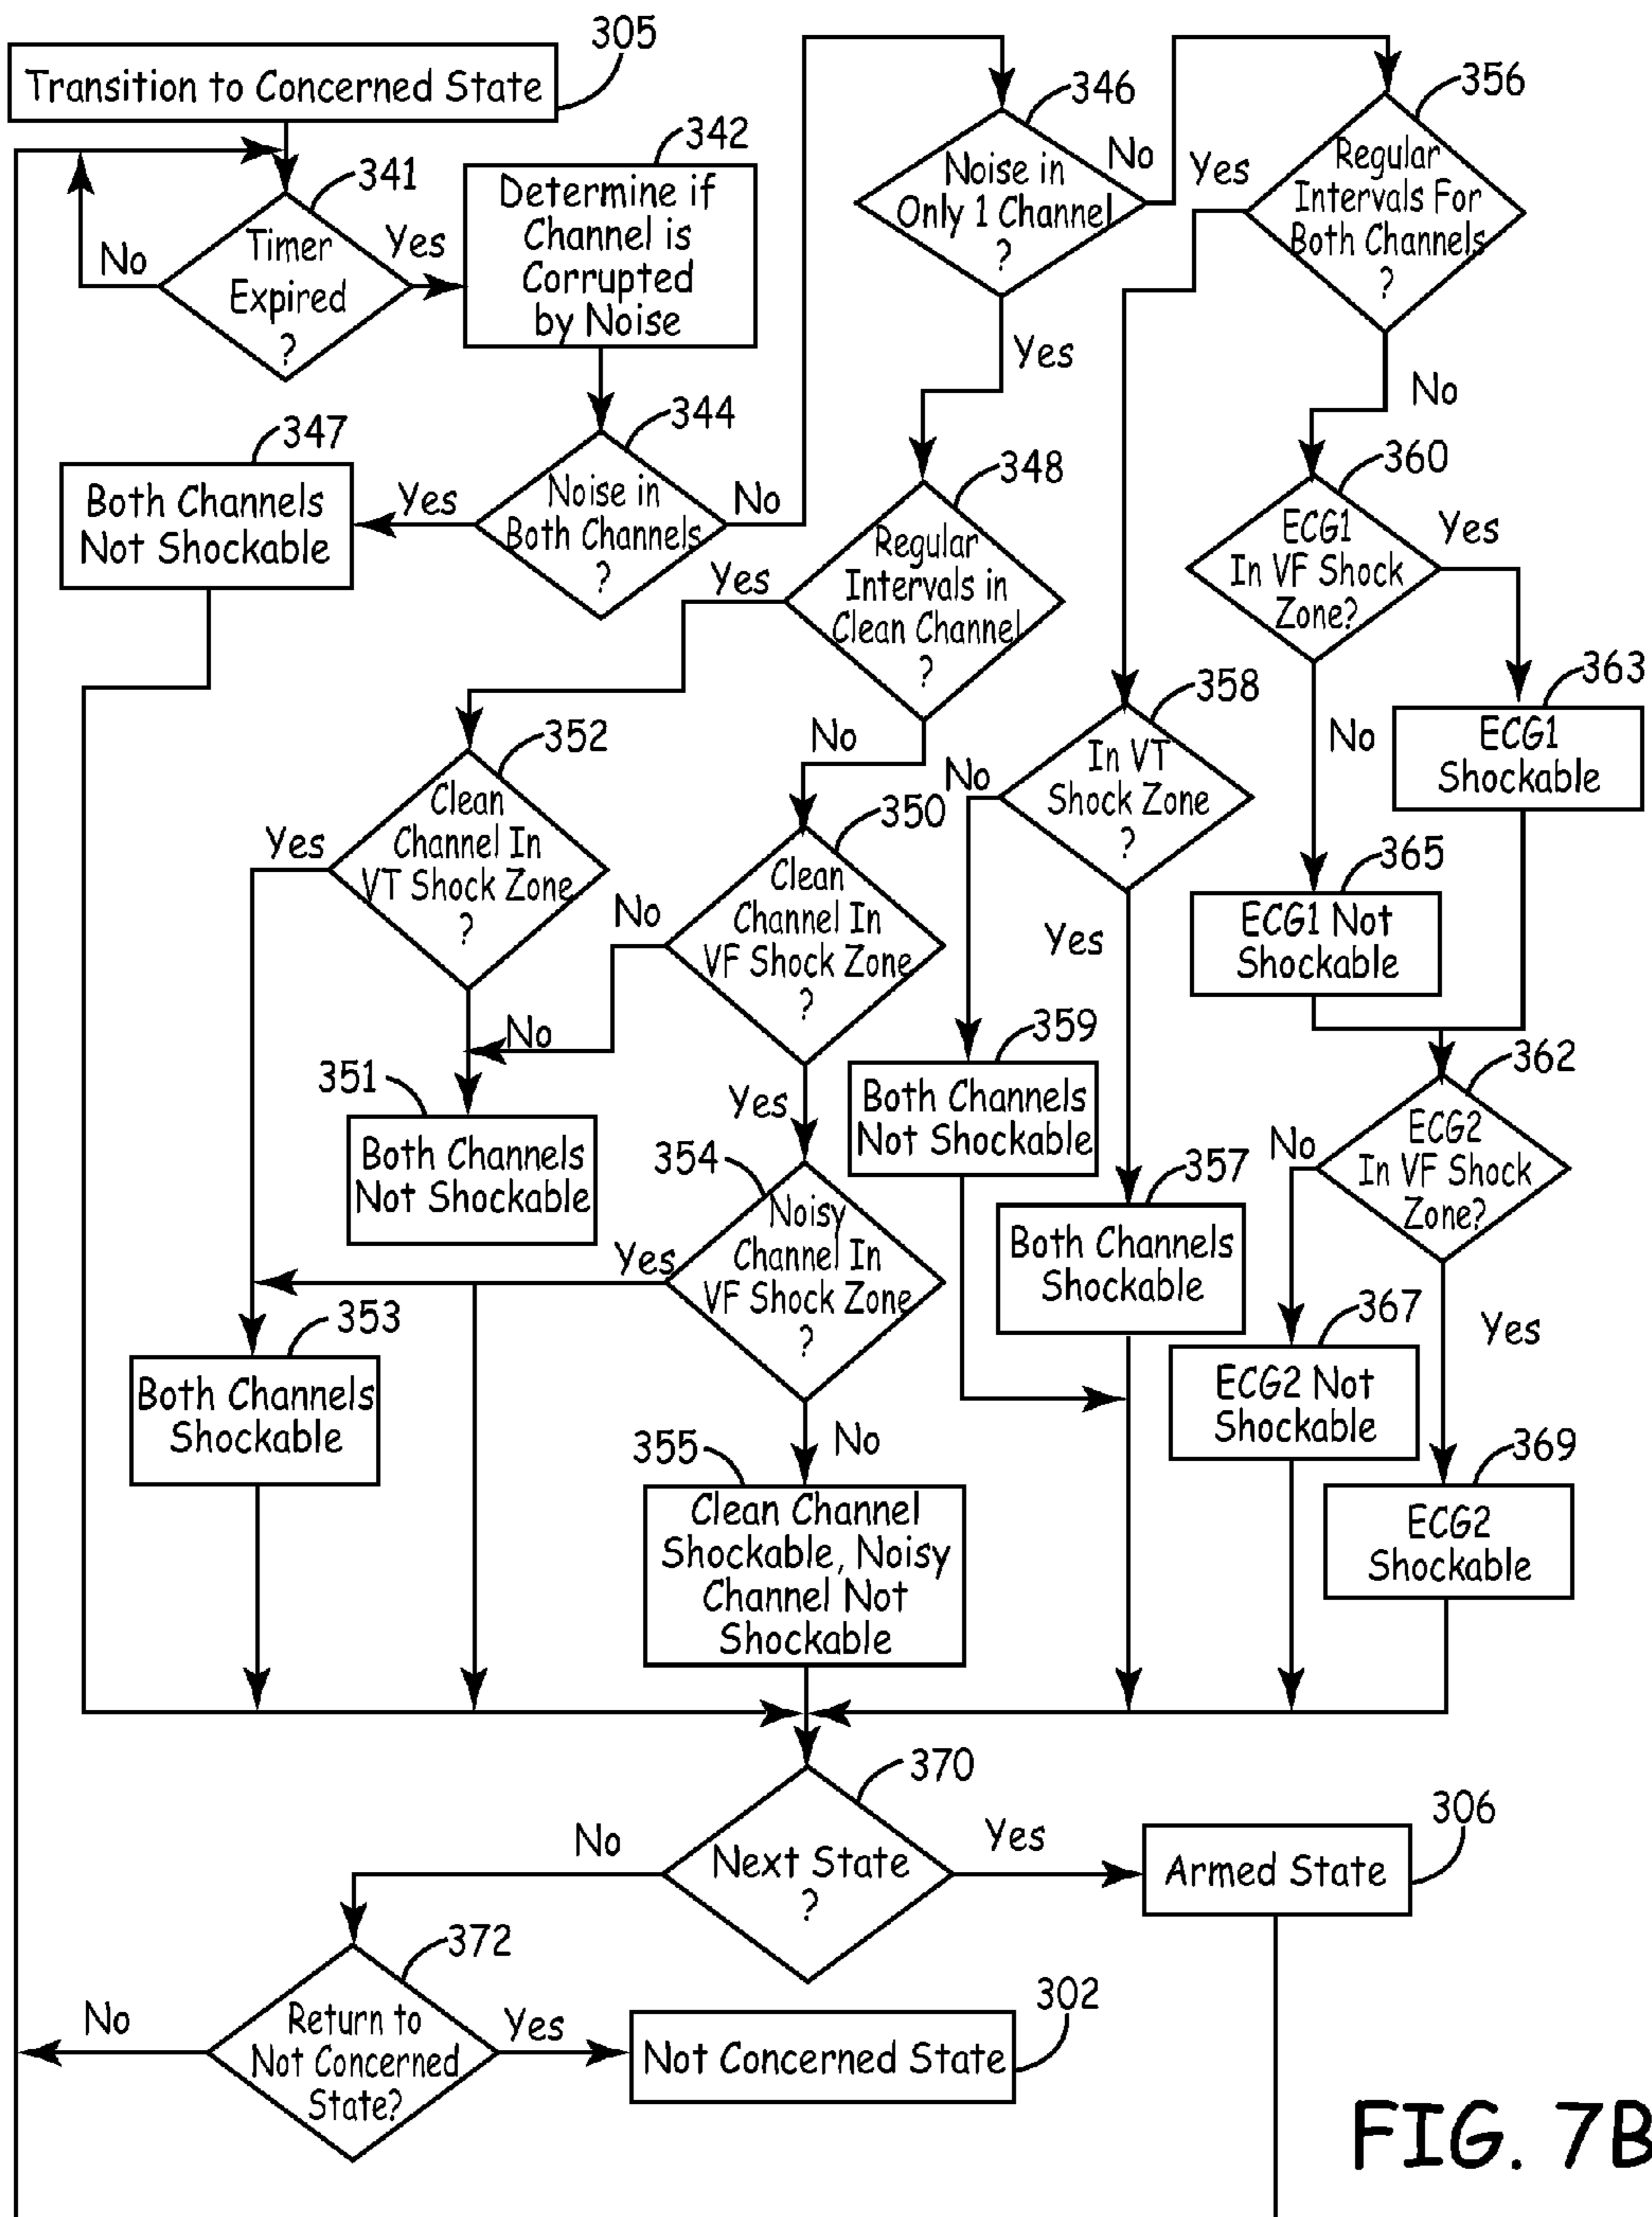 305
Transition to Concerned State
341
Timer
Expired
?
No
Yes
342
Determine if
Channel is
Corrupted
by Noise
344
Noise in
Both Channels
?
Yes
No
347
Both Channels
Not Shockable
346
Noise in
Only 1 Channel
?
No
Yes
356
Regular
Intervals For
Both Channels
?
Yes
No
348
Regular
Intervals in
Clean Channel
?
Yes
No
360
ECG1
In VF Shock
Zone?
Yes
No
363
ECG1
Shockable
365
ECG1 Not
Shockable
352
Clean
Channel In
VT Shock Zone
?
Yes
No
350
Clean
Channel In
VF Shock Zone
?
No
Yes
358
In VT
Shock Zone
?
No
Yes
351
Both Channels
Not Shockable
359
Both Channels
Not Shockable
362
ECG2
In VF Shock
Zone?
No
Yes
354
Noisy
Channel In
VF Shock Zone
?
Yes
No
357
Both Channels
Shockable
353
Both Channels
Shockable
367
ECG2 Not
Shockable
369
ECG2
Shockable
355
Clean Channel
Shockable, Noisy
Channel Not
Shockable
370
Next State
?
No
Yes
306
Armed State
372
Return to
Not Concerned
State?
No
Yes
302
Not Concerned State
FIG. 7B